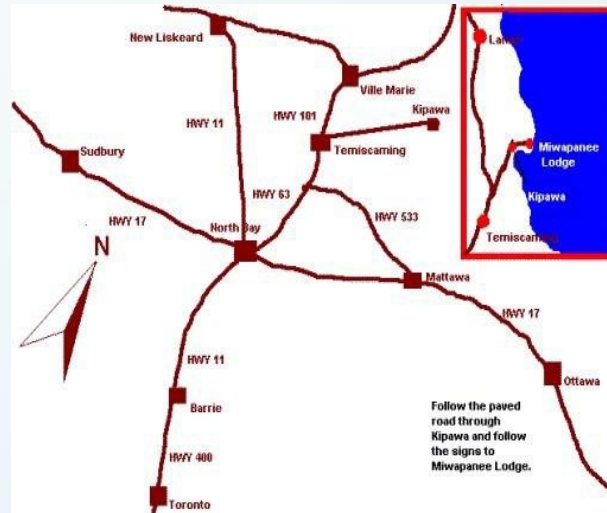 New Liskeard
Ville Marie
HWY 11
HWY 101
Kipawa
Temiscaming
Sudbury
HWY 63
HWY 533
HWY 17
North Bay
N
Mattawa
HWY 17
HWY 11
Ottawa
Barrie
HWY 400
Toronto
Follow the paved
road through
Kipawa and follow
the signs to
Miwapanee Lodge.
Miwapanee
Lodge
Kipawa
Temiscaming